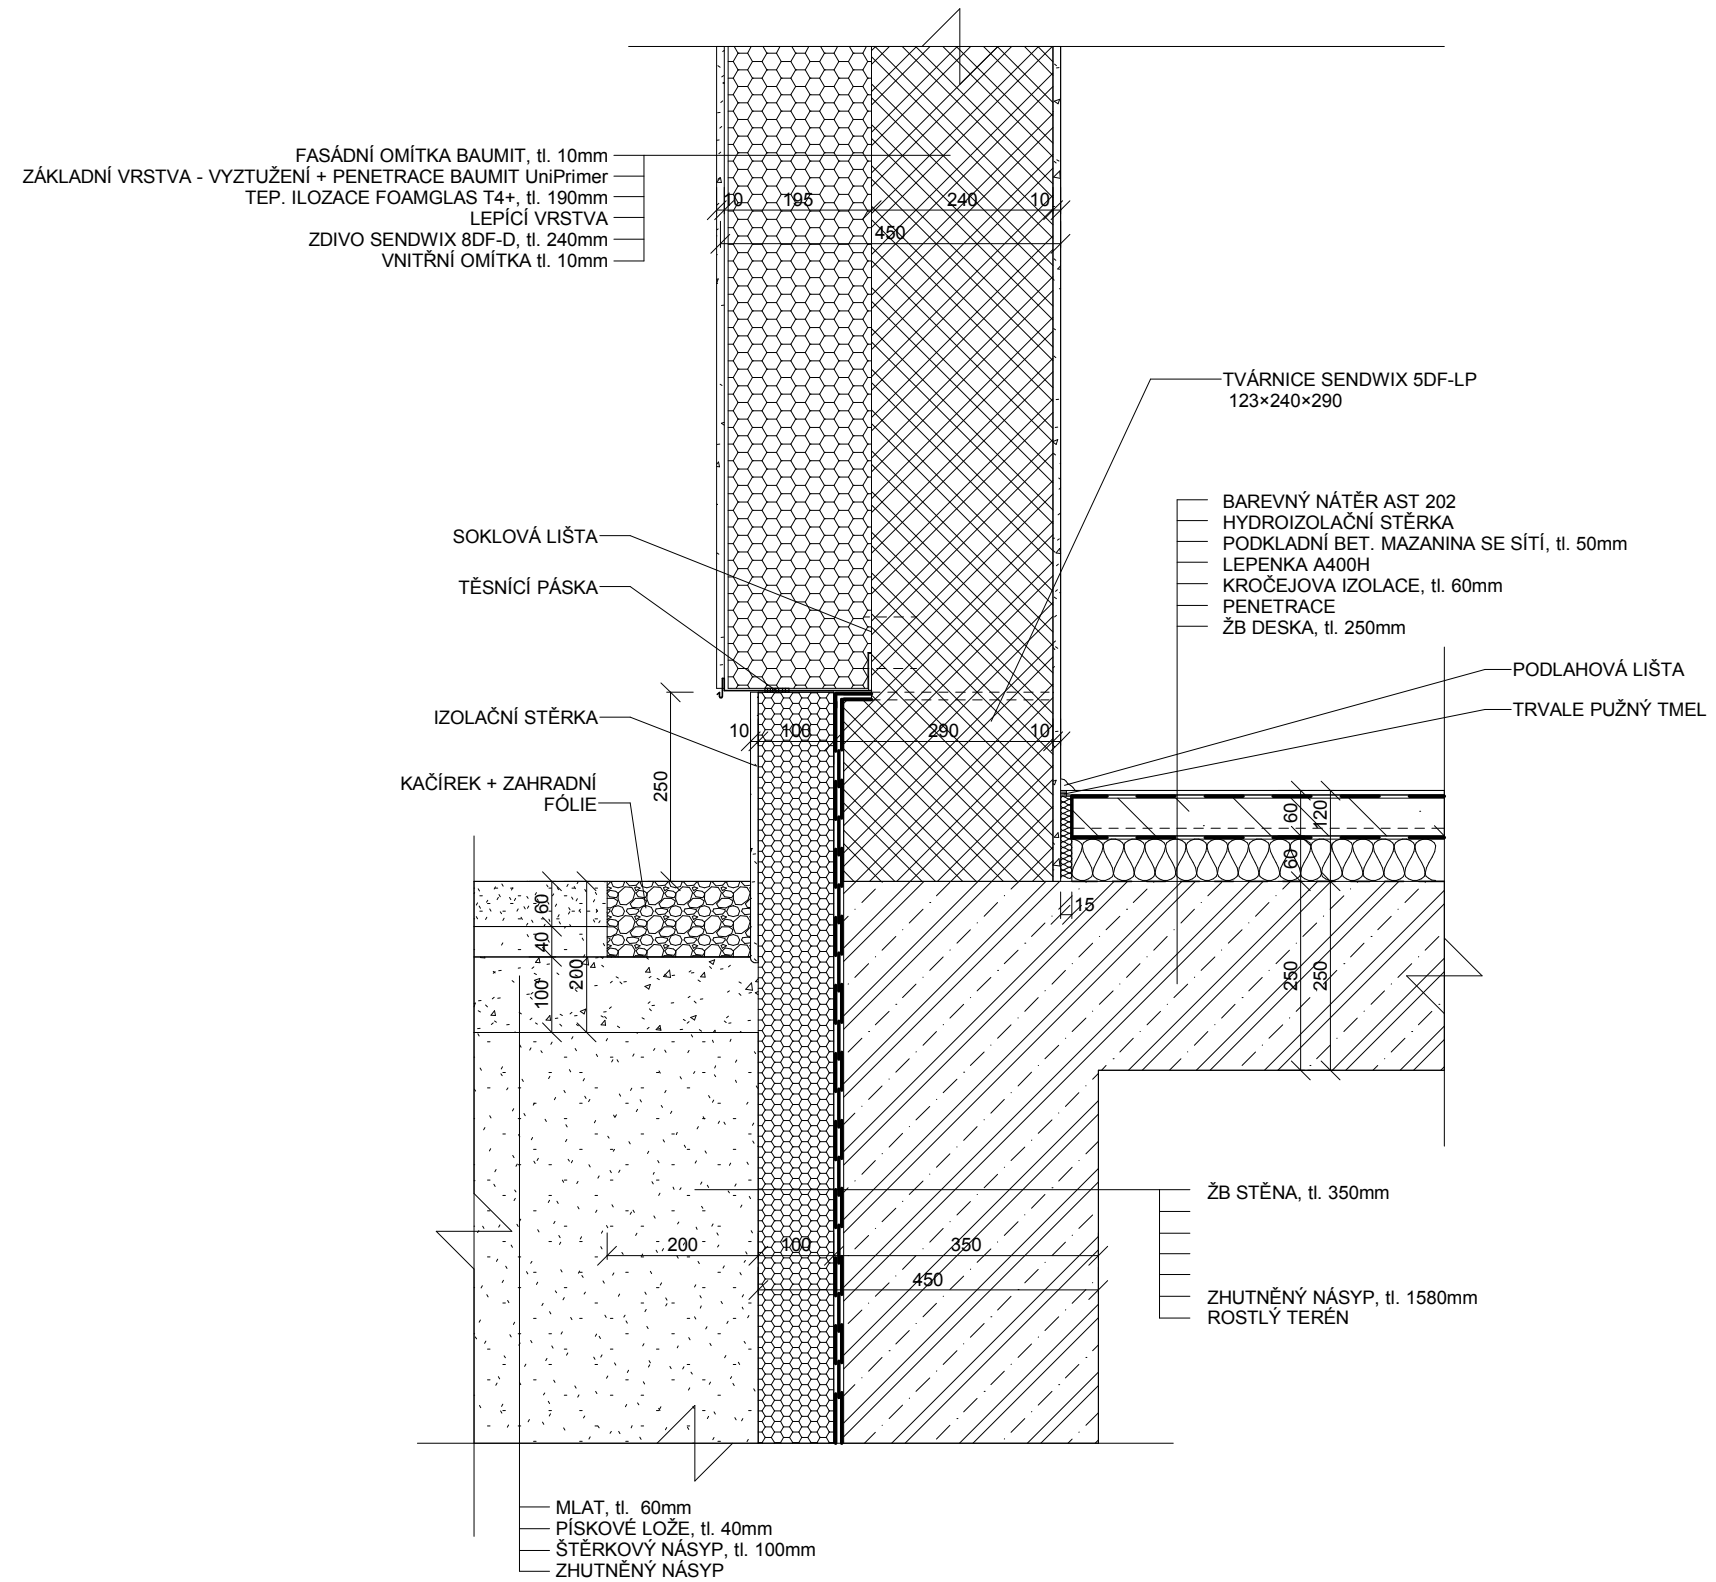 FASÁDNÍ OMÍTKA BAUMIT, tl. 10mm
ZÁKLADNÍ VRSTVA - VYZTUŽENÍ + PENETRACE BAUMIT UniPrimer
TEP. ILOZACE FOAMGLAS T4+, tl. 190mm
LEPÍCÍ VRSTVA
ZDIVO SENDWIX 8DF-D, tl. 240mm
VNITŘNÍ OMÍTKA tl. 10mm
10 195 240 10
450
TVÁRNICE SENDWIX 5DF-LP
123×240×290
BAREVNÝ NÁTĚR AST 202
HYDROIZOLAČNÍ STĚRKA
PODKLADNÍ BET. MAZANINA SE SÍTÍ, tl. 50mm
LEPENKA A400H
KROČEJOVA IZOLACE, tl. 60mm
PENETRACE
ŽB DESKA, tl. 250mm
SOKLOVÁ LIŠTA
TĚSNÍCÍ PÁSKA
IZOLAČNÍ STĚRKA
KAČÍREK + ZAHRADNÍ
FÓLIE
PODLAHOVÁ LIŠTA
TRVALE PUŽNÝ TMEL
10 100 290 10
250
60
120
60
15
60
40
100
200
250
250
ŽB STĚNA, tl. 350mm
ZHUTNĚNÝ NÁSYP, tl. 1580mm
ROSTLÝ TERÉN
200 100 350
450
MLAT, tl. 60mm
PÍSKOVÉ LOŽE, tl. 40mm
ŠTĚRKOVÝ NÁSYP, tl. 100mm
ZHUTNĚNÝ NÁSYP